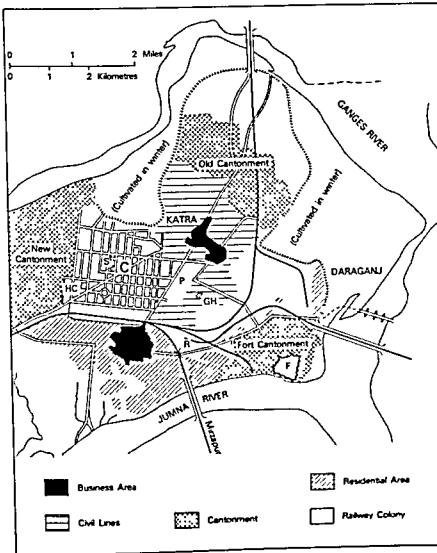 0 1 2 Miles
0 1 2 Kilometres
GANGES RIVER
Old Cantonment
(Cultivated in winter)
(Cultivated in winter)
KATRA
New
Cantonment
S
C
DARAGANJ
HC
P
GH
R
Fort Cantonment
F
JUMNA RIVER
Mirzapur
Business Area
Residential Area
Civil Lines
Cantonment
Railway Colony